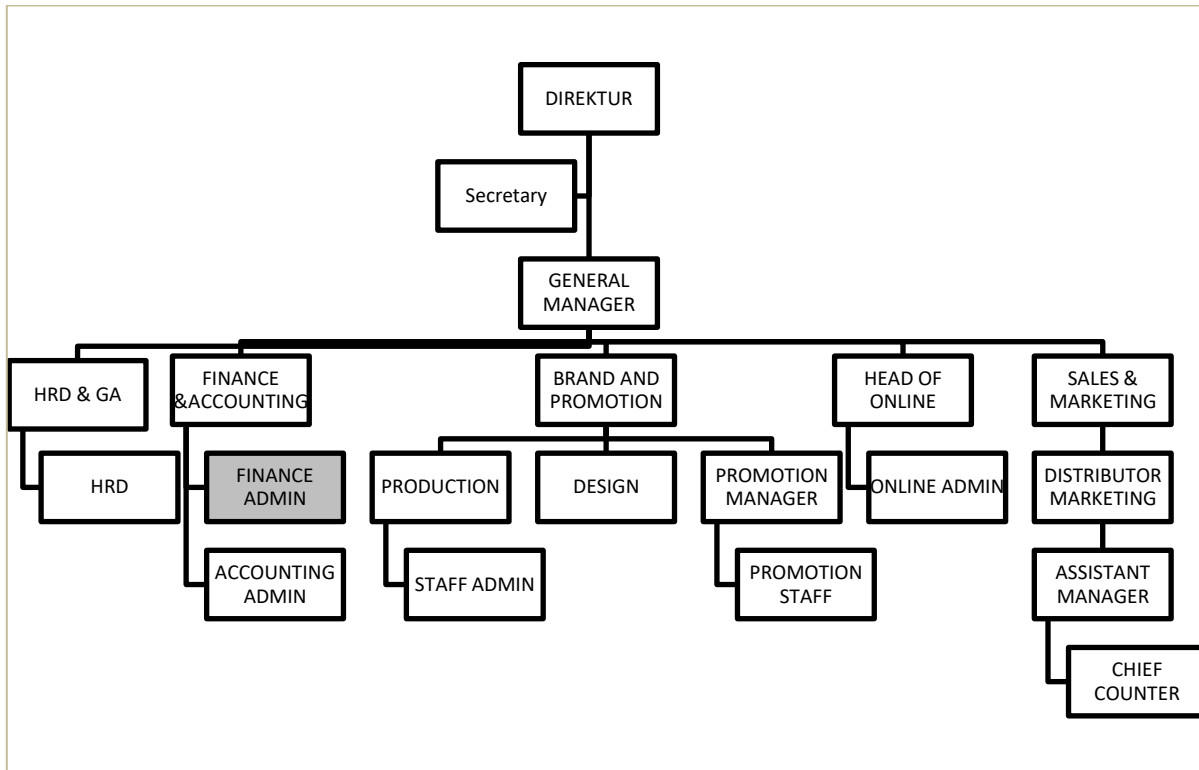 DIREKTUR
Secretary
GENERAL
MANAGER
HRD & GA
FINANCE
&ACCOUNTING
BRAND AND
PROMOTION
HEAD OF
ONLINE
SALES &
MARKETING
HRD
FINANCE
ADMIN
PRODUCTION
DESIGN
PROMOTION
MANAGER
ONLINE ADMIN
DISTRIBUTOR
MARKETING
ACCOUNTING
ADMIN
STAFF ADMIN
PROMOTION
STAFF
ASSISTANT
MANAGER
CHIEF
COUNTER